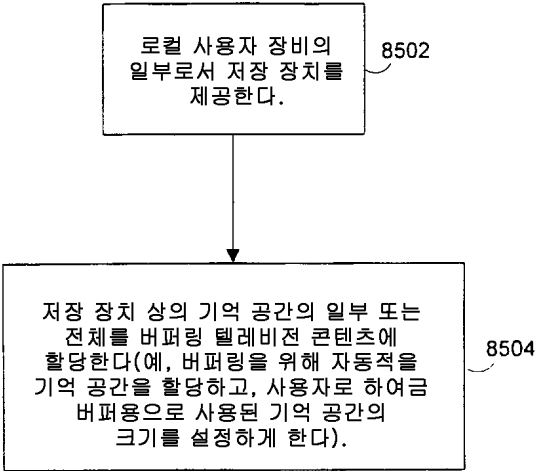 로컬 사용자 장비의
일부로서 저장 장치를
제공한다.
8502
저장 장치 상의 기억 공간의 일부 또는
전체를 버퍼링 텔레비전 콘텐츠에
할당한다(예, 버퍼링을 위해 자동적을
기억 공간을 할당하고, 사용자로 하여금
버퍼용으로 사용된 기억 공간의
크기를 설정하게 한다).
8504